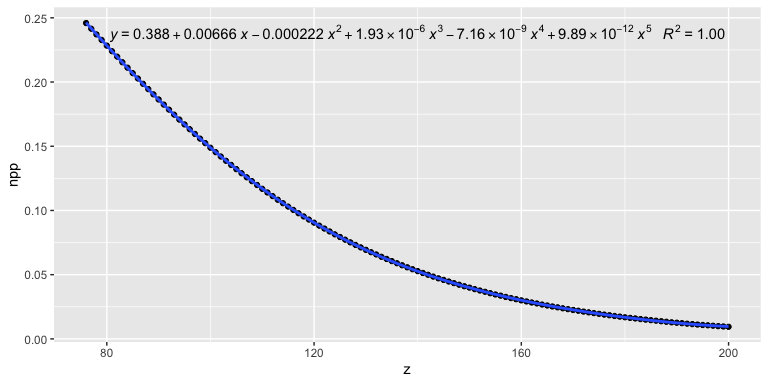 0.25
y = 0.388 + 0.00666 x − 0.000222 x² + 1.93 × 10⁻⁶ x³ − 7.16 × 10⁻⁹ x⁴ + 9.89 × 10⁻¹² x⁵ R² = 1.00
0.20
0.15
npp
0.10
0.05
0.00
80 120 160 200
z